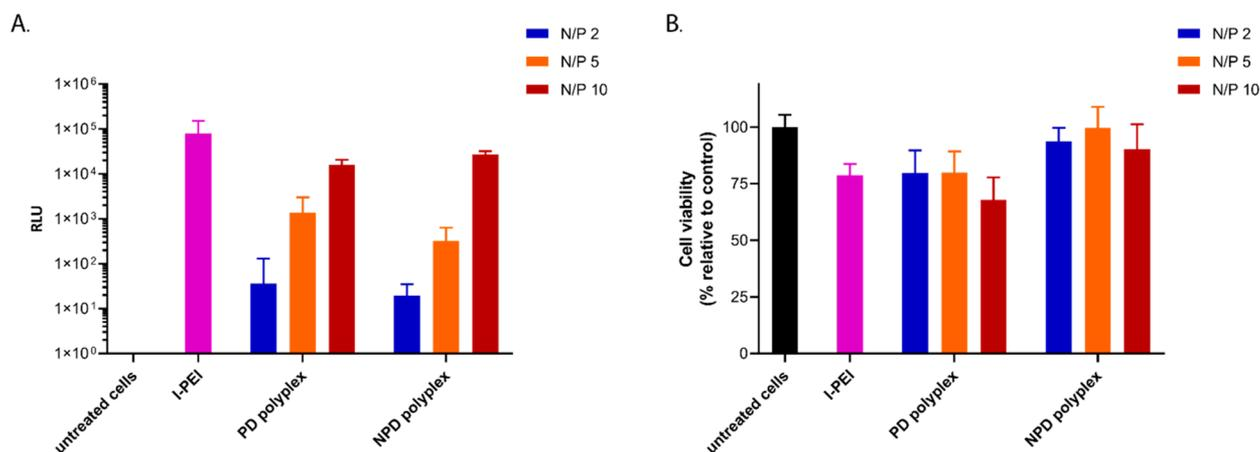 A.
N/P 2
N/P 5
N/P 10
1×10⁶
1×10⁵
1×10⁴
1×10³
1×10²
1×10¹
1×10⁰
RLU
untreated cells
l-PEI
PD polyplex
NPD polyplex
B.
N/P 2
N/P 5
N/P 10
100
75
50
25
0
Cell viability
(% relative to control)
untreated cells
l-PEI
PD polyplex
NPD polyplex